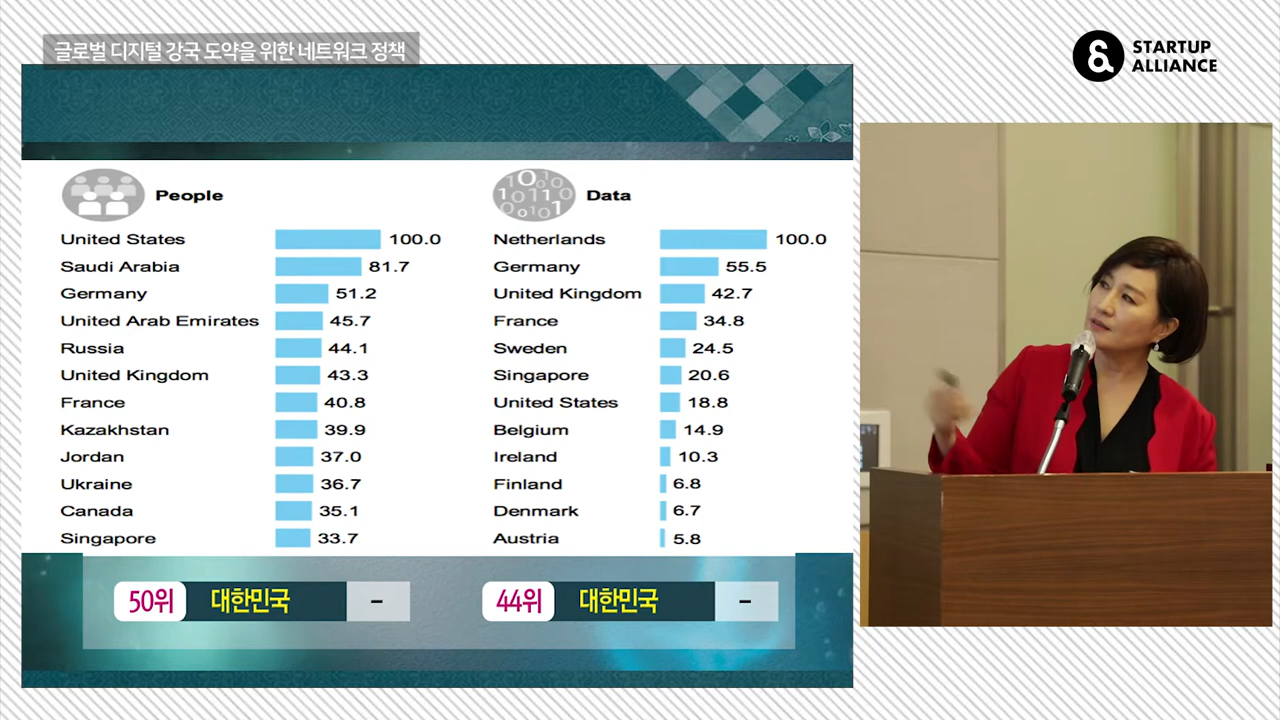 글로벌 디지털 강국 도약을 위한 네트워크 정책
STARTUP
ALLIANCE
People
United States 100.0
Saudi Arabia 81.7
Germany 51.2
United Arab Emirates 45.7
Russia 44.1
United Kingdom 43.3
France 40.8
Kazakhstan 39.9
Jordan 37.0
Ukraine 36.7
Canada 35.1
Singapore 33.7
50위 대한민국 –
Data
Netherlands 100.0
Germany 55.5
United Kingdom 42.7
France 34.8
Sweden 24.5
Singapore 20.6
United States 18.8
Belgium 14.9
Ireland 10.3
Finland 6.8
Denmark 6.7
Austria 5.8
44위 대한민국 –